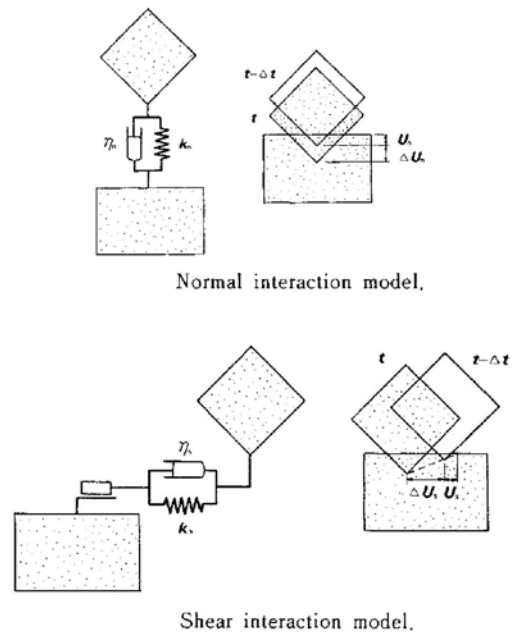 t-Δt
t
ηn
kn
Un
ΔUn
Normal interaction model.
t
t-Δt
ηs
ks
ΔUs Us
Shear interaction model.